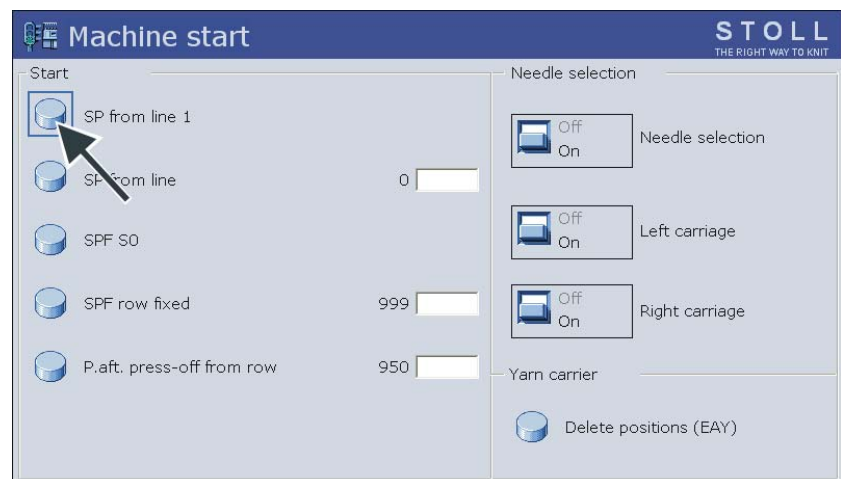 Machine start
STOLL
THE RIGHT WAY TO KNIT
Start
SP from line 1
SP from line 0
SPF S0
SPF row fixed 999
P.aft. press-off from row 950
Needle selection
Off
On
Needle selection
Off
On
Left carriage
Off
On
Right carriage
Yarn carrier
Delete positions (EAY)